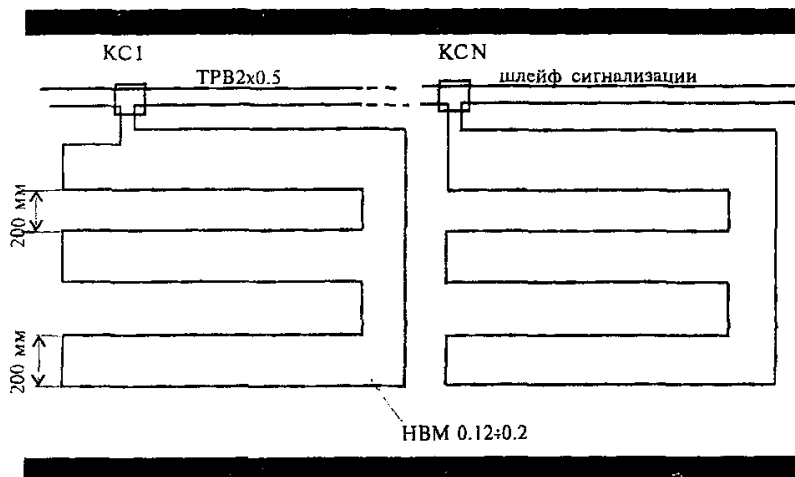 КС1
КСN
ТРВ2х0.5
шлейф сигнализации
200 мм
200 мм
НВМ 0.12÷0.2